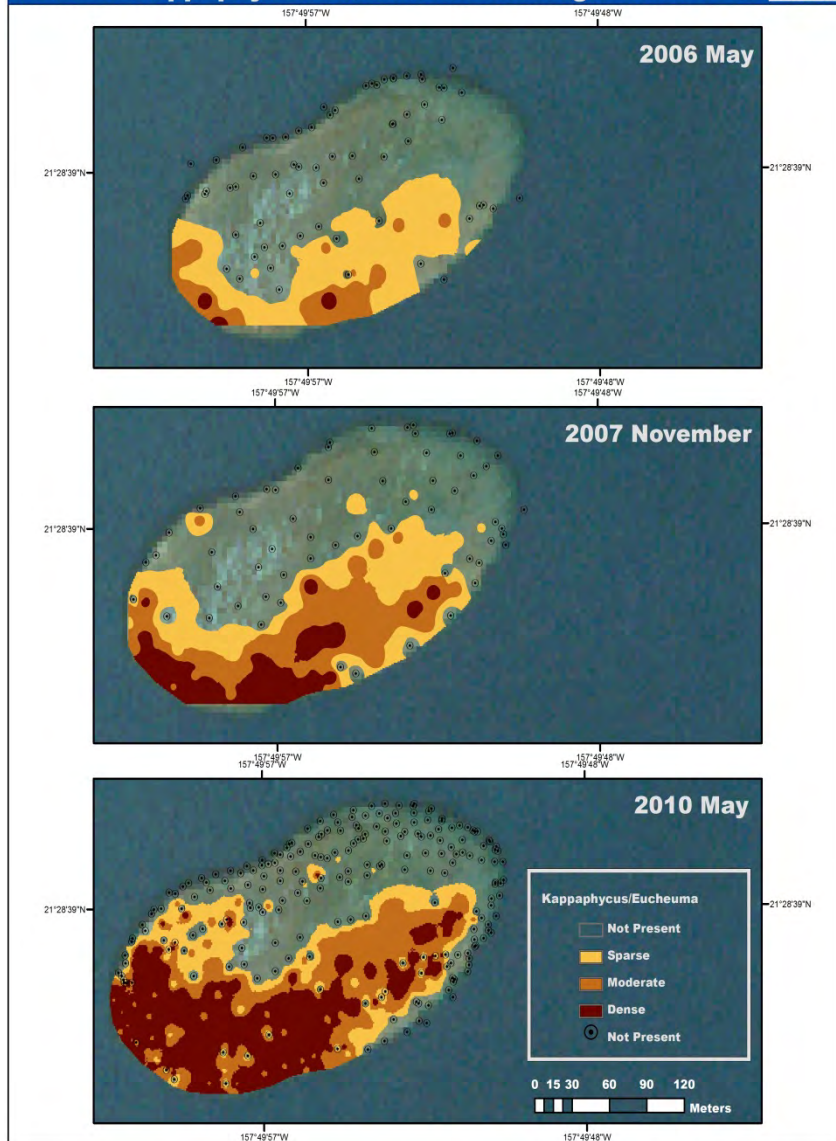 157°49'57"W 157°49'48"W
2006 May
21°28'39"N 21°28'39"N
157°49'57"W 157°49'48"W
157°49'57"W 157°49'48"W
2007 November
21°28'39"N 21°28'39"N
157°49'57"W 157°49'48"W
157°49'57"W 157°49'48"W
2010 May
21°28'39"N 21°28'39"N
Kappaphycus/Eucheuma
Not Present
Sparse
Moderate
Dense
Not Present
0 15 30 60 90 120
Meters
157°49'57"W 157°49'48"W